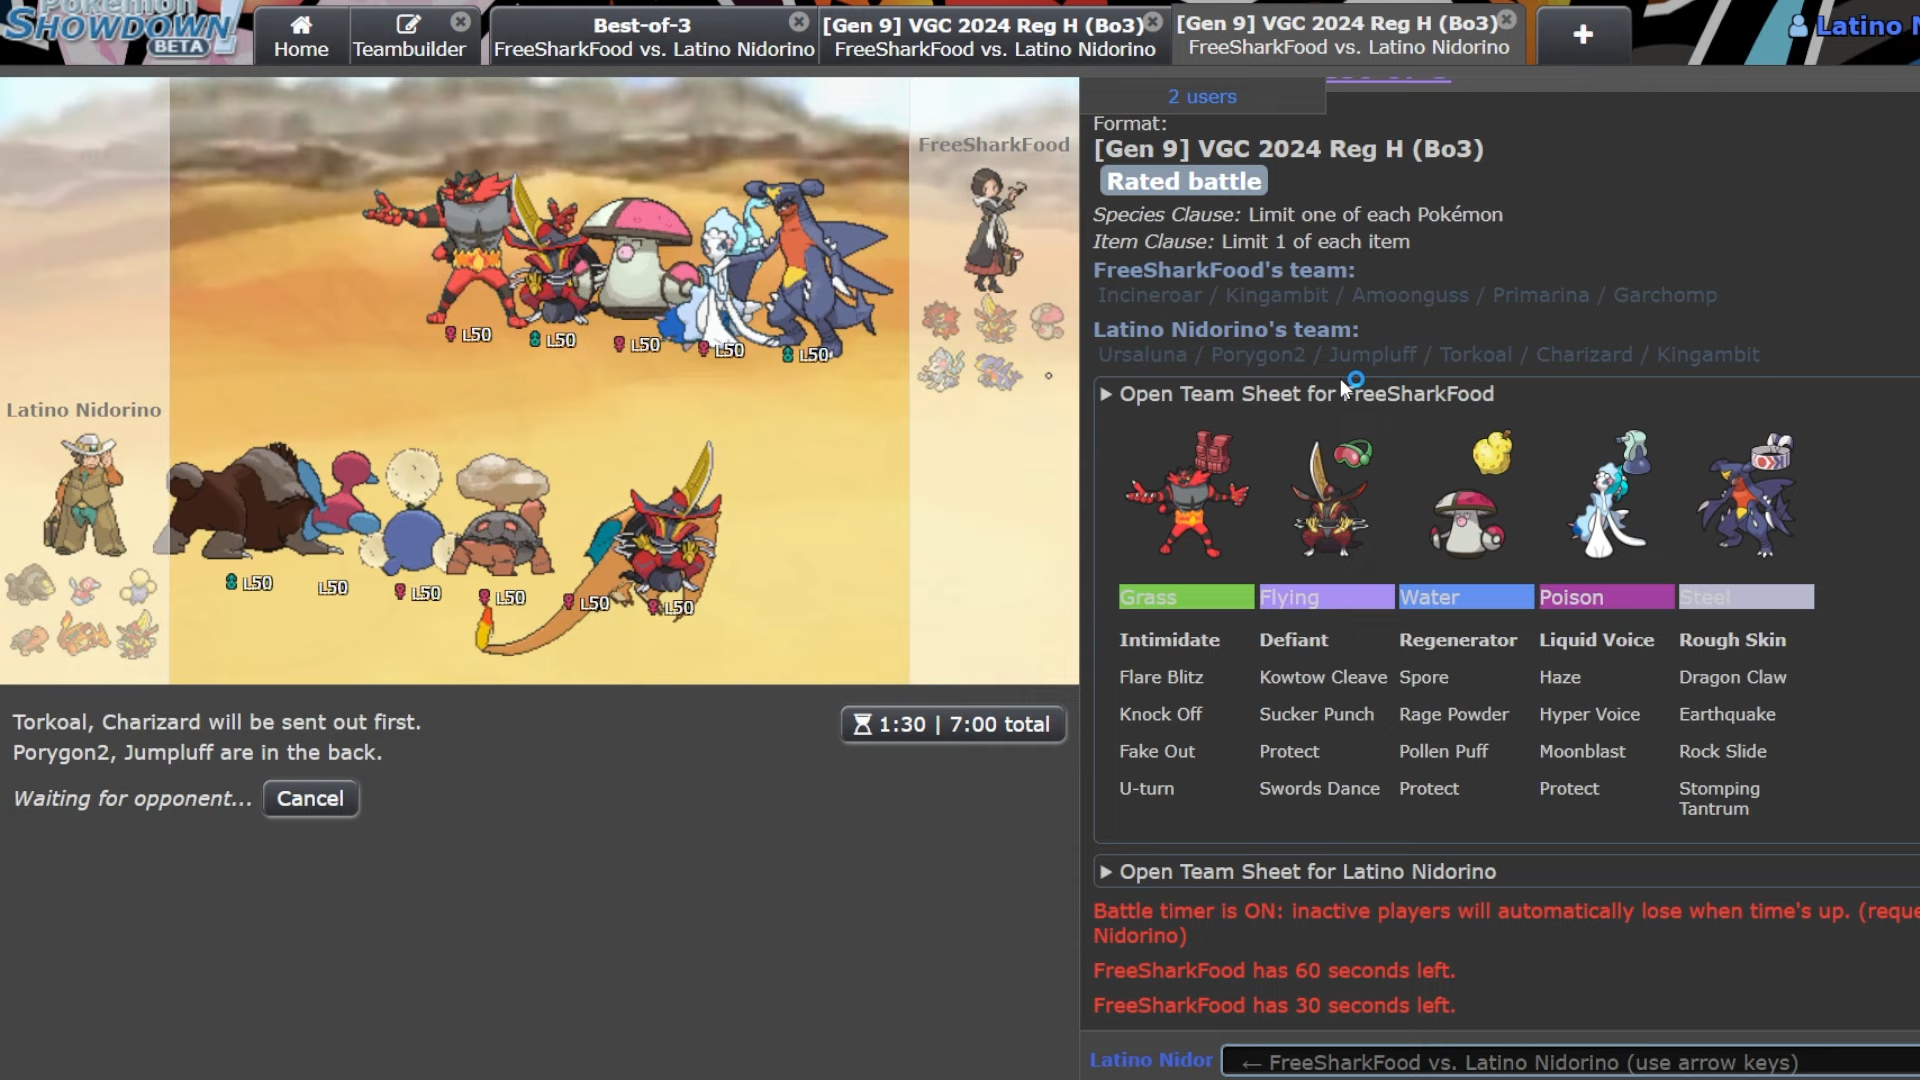 Pokémon
SHOWDOWN!
BETA
Home
Teambuilder
Best-of-3
FreeSharkFood vs. Latino Nidorino
[Gen 9] VGC 2024 Reg H (Bo3)
FreeSharkFood vs. Latino Nidorino
[Gen 9] VGC 2024 Reg H (Bo3)
FreeSharkFood vs. Latino Nidorino
+
Latino N
FreeSharkFood
L50
L50
L50
L50
L50
Latino Nidorino
L50
L50
L50
L50
L50
L50
Torkoal, Charizard will be sent out first.
Porygon2, Jumpluff are in the back.
Waiting for opponent... Cancel
1:30 | 7:00 total
2 users
Format:
[Gen 9] VGC 2024 Reg H (Bo3)
Rated battle
Species Clause: Limit one of each Pokémon
Item Clause: Limit 1 of each item
FreeSharkFood's team:
Incineroar / Kingambit / Amoonguss / Primarina / Garchomp
Latino Nidorino's team:
Ursaluna / Porygon2 / Jumpluff / Torkoal / Charizard / Kingambit
Open Team Sheet for FreeSharkFood
Grass Flying Water Poison Steel
Intimidate Defiant Regenerator Liquid Voice Rough Skin
Flare Blitz Kowtow Cleave Spore Haze Dragon Claw
Knock Off Sucker Punch Rage Powder Hyper Voice Earthquake
Fake Out Protect Pollen Puff Moonblast Rock Slide
U-turn Swords Dance Protect Protect Stomping
Tantrum
Open Team Sheet for Latino Nidorino
Battle timer is ON: inactive players will automatically lose when time's up. (reque
Nidorino)
FreeSharkFood has 60 seconds left.
FreeSharkFood has 30 seconds left.
Latino Nidor
← FreeSharkFood vs. Latino Nidorino (use arrow keys)